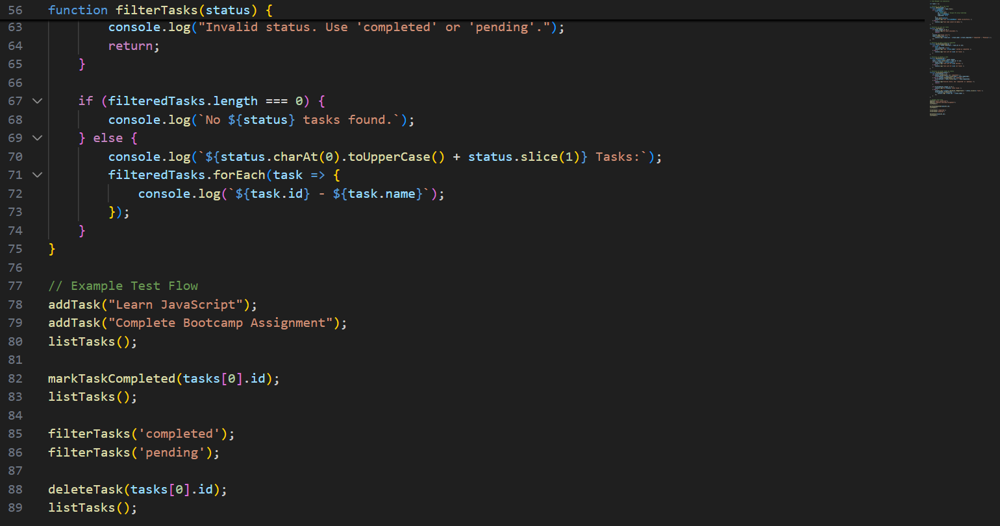 56 function filterTasks(status) {
63 console.log("Invalid status. Use 'completed' or 'pending'.");
64 return;
65 }
66
67 if (filteredTasks.length === 0) {
68 console.log(`No ${status} tasks found.`);
69 } else {
70 console.log(`${status.charAt(0).toUpperCase() + status.slice(1)} Tasks:`);
71 filteredTasks.forEach(task => {
72 console.log(`${task.id} - ${task.name}`);
73 });
74 }
75 }
76
77 // Example Test Flow
78 addTask("Learn JavaScript");
79 addTask("Complete Bootcamp Assignment");
80 listTasks();
81
82 markTaskCompleted(tasks[0].id);
83 listTasks();
84
85 filterTasks('completed');
86 filterTasks('pending');
87
88 deleteTask(tasks[0].id);
89 listTasks();